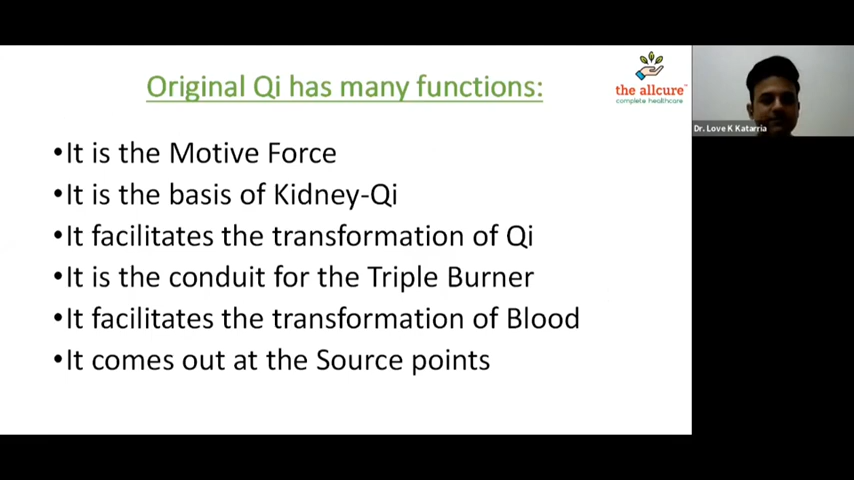 Original Qi has many functions:
the allcure™
complete healthcare
Dr. Love K Katarria
•It is the Motive Force
•It is the basis of Kidney-Qi
•It facilitates the transformation of Qi
•It is the conduit for the Triple Burner
•It facilitates the transformation of Blood
•It comes out at the Source points